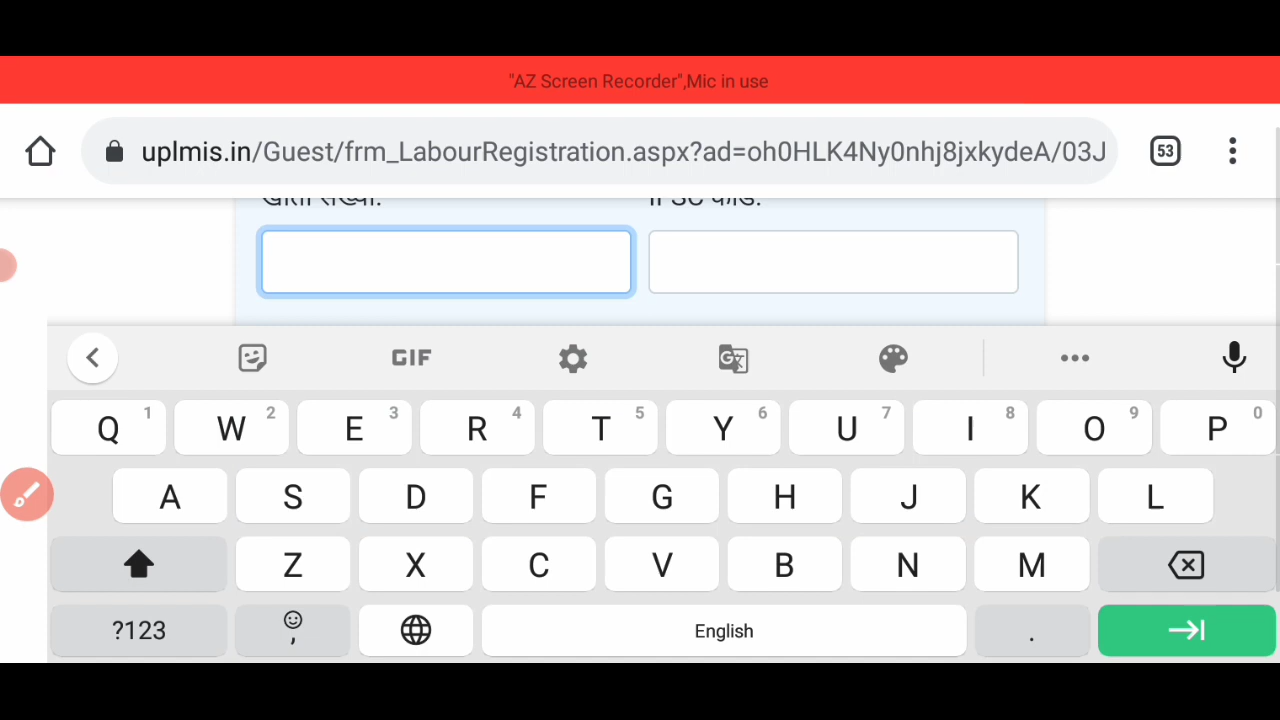 "AZ Screen Recorder",Mic in use
uplmis.in/Guest/frm_LabourRegistration.aspx?ad=oh0HLK4Ny0nhj8jxkydeA/03J
53
GIF
Q 1 W 2 E 3 R 4 T 5 Y 6 U 7 I 8 O 9 P 0
A S D F G H J K L
Z X C V B N M
?123 , English .